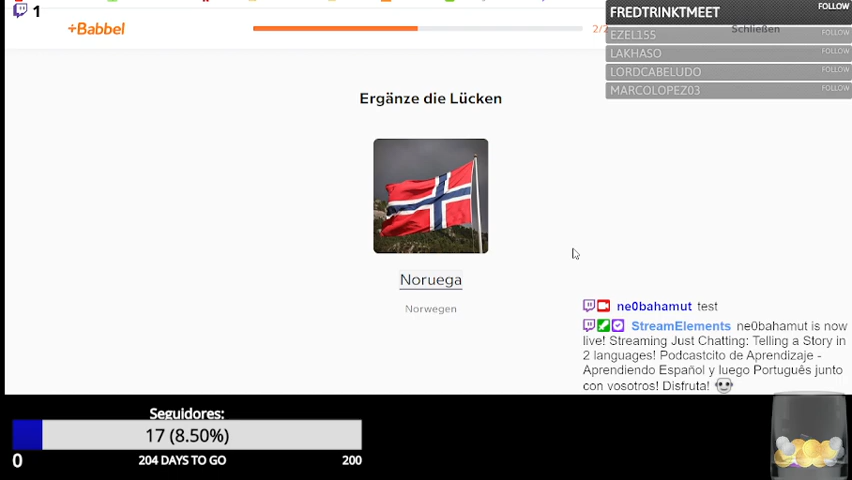 1
+Babbel
2/2
Schließen
FREDTRINKTMEET FOLLOW
EZEL155 FOLLOW
LAKHASO FOLLOW
LORDCABELUDO FOLLOW
MARCOLOPEZ03 FOLLOW
Ergänze die Lücken
Noruega
Norwegen
ne0bahamut test
StreamElements ne0bahamut is now
live! Streaming Just Chatting: Telling a Story in
2 languages! Podcastcito de Aprendizaje -
Aprendiendo Español y luego Português junto
con vosotros! Disfruta!
Seguidores:
17 (8.50%)
0 204 DAYS TO GO 200